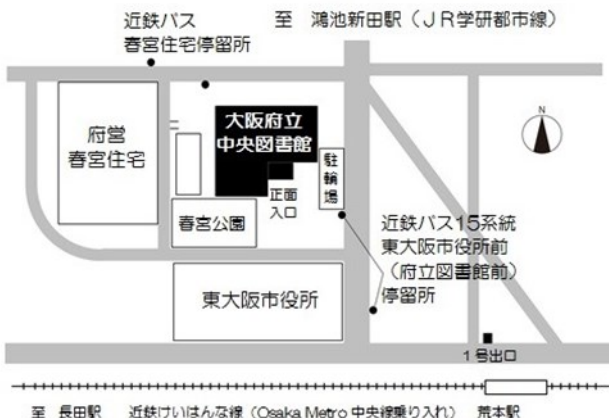 近鉄バス
春宮住宅停留所
至 鴻池新田駅(JR学研都市線)
府営
春宮住宅
大阪府立
中央図書館
駐輪場
正面
入口
N
春宮公園
近鉄バス15系統
東大阪市役所前
(府立図書館前)
停留所
東大阪市役所
1号出口
至 長田駅 近鉄けいはんな線(Osaka Metro 中央線乗り入れ) 荒本駅